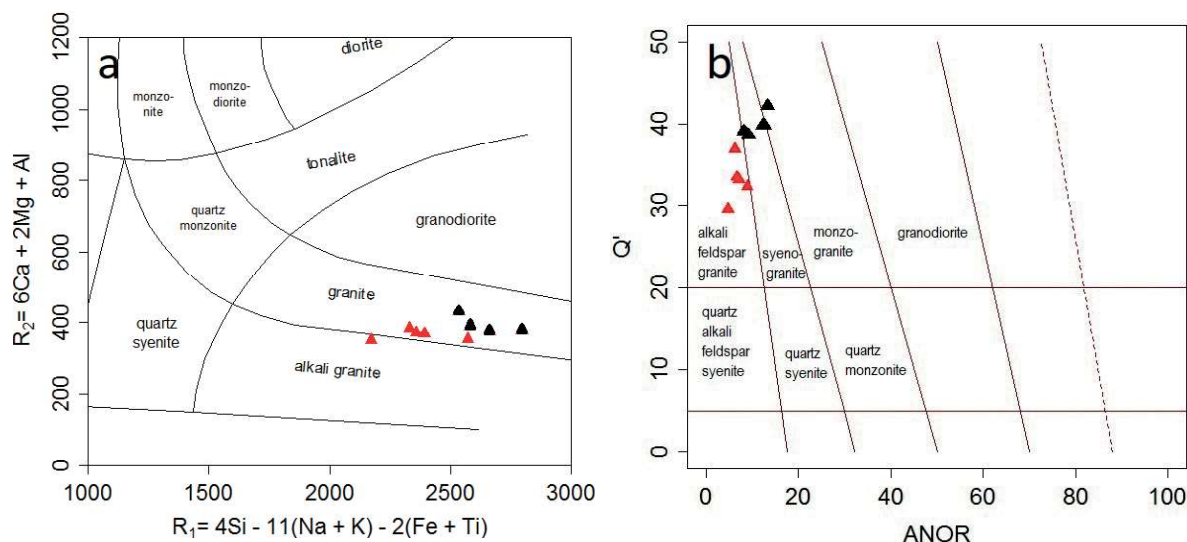 a
1200
1000
800
600
400
200
0
R2= 6Ca + 2Mg + Al
monzo-
nite
monzo-
diorite
diorite
tonalite
quartz
monzonite
granodiorite
granite
quartz
syenite
alkali granite
1000
1500
2000
2500
3000
R1= 4Si - 11(Na + K) - 2(Fe + Ti)
b
50
40
30
20
10
0
Q'
alkali
feldspar
granite
syeno-
granite
monzo-
granite
granodiorite
quartz
alkali
feldspar
syenite
quartz
syenite
quartz
monzonite
0
20
40
60
80
100
ANOR